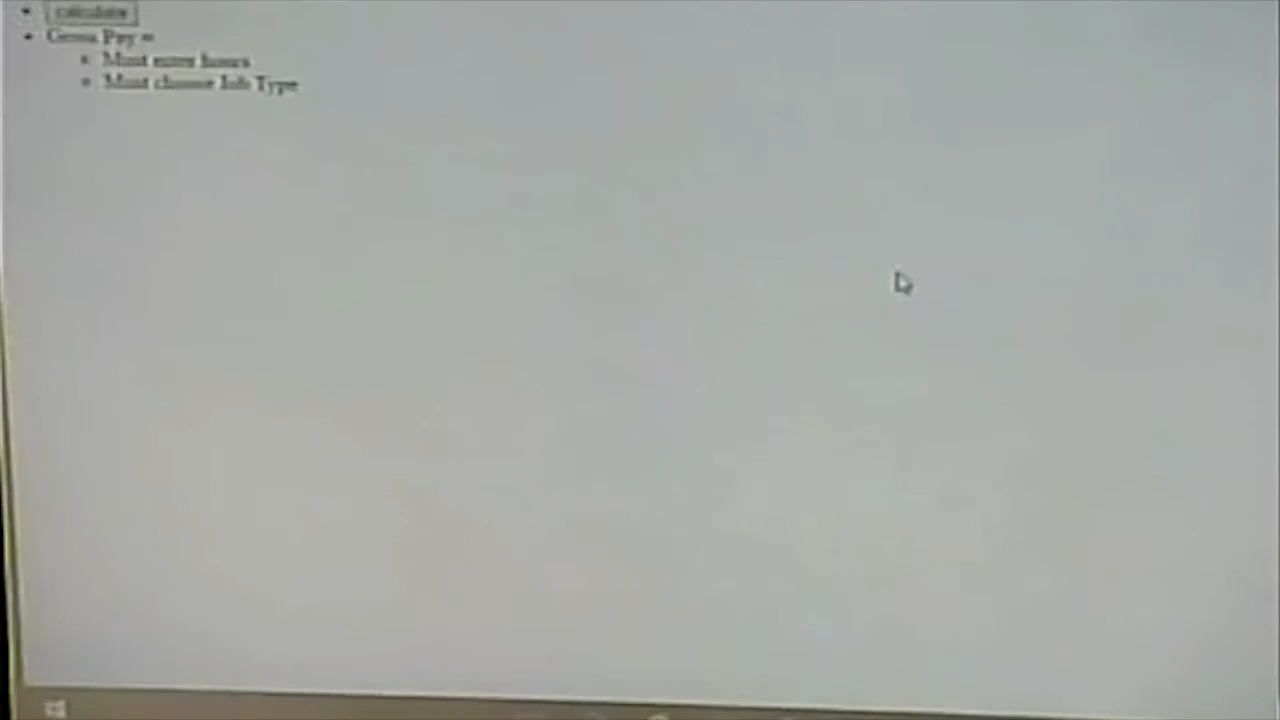 calculate
Gross Pay =
Must enter hours
Must choose Job Type